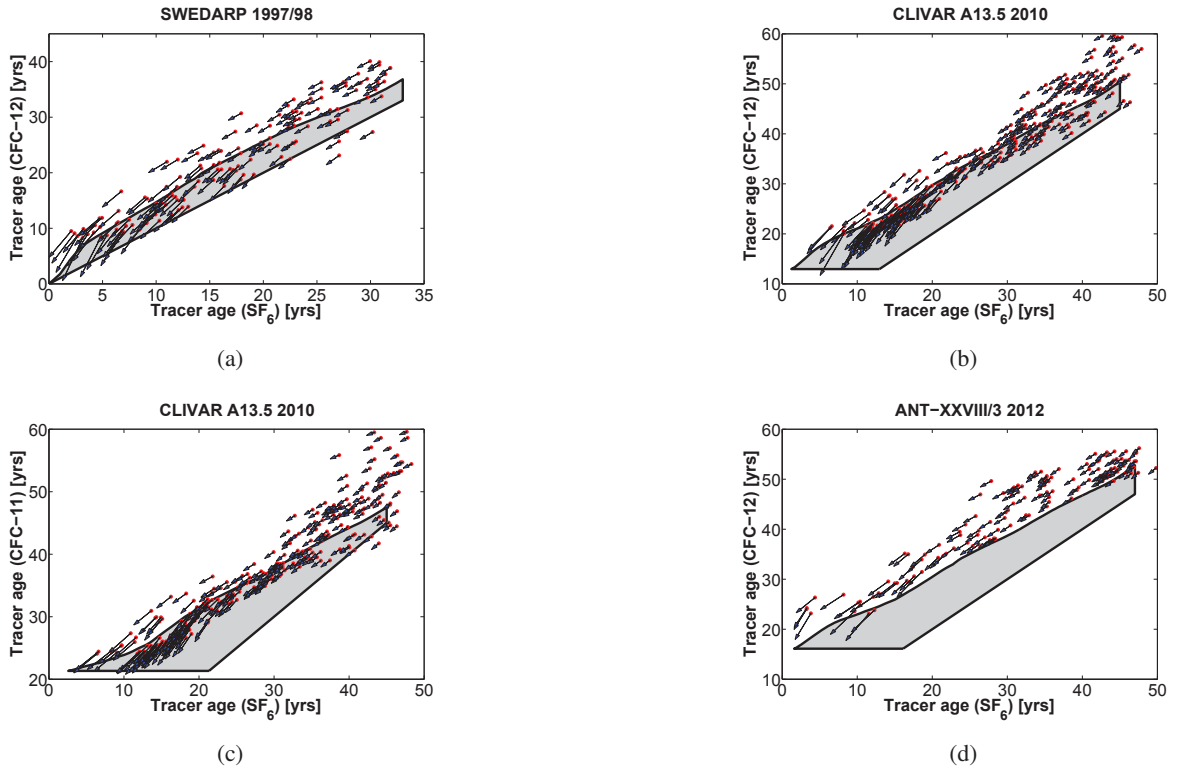 SWEDARP 1997/98
Tracer age (CFC−12) [yrs]
40
30
20
10
0
0 5 10 15 20 25 30 35
Tracer age (SF6) [yrs]
(a)
CLIVAR A13.5 2010
Tracer age (CFC−12) [yrs]
60
50
40
30
20
10
0 10 20 30 40 50
Tracer age (SF6) [yrs]
(b)
CLIVAR A13.5 2010
Tracer age (CFC−11) [yrs]
60
50
40
30
20
0 10 20 30 40 50
Tracer age (SF6) [yrs]
(c)
ANT−XXVIII/3 2012
Tracer age (CFC−12) [yrs]
60
50
40
30
20
10
0 10 20 30 40 50
Tracer age (SF6) [yrs]
(d)